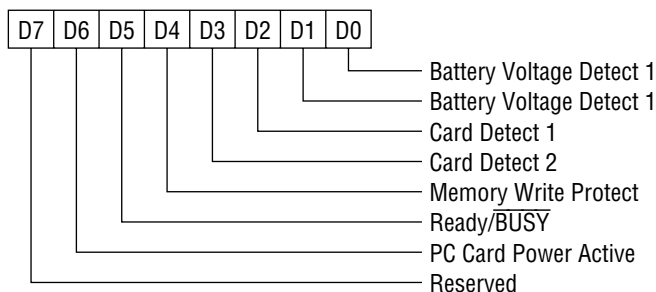 D7 D6 D5 D4 D3 D2 D1 D0
Battery Voltage Detect 1
Battery Voltage Detect 1
Card Detect 1
Card Detect 2
Memory Write Protect
Ready/B̅U̅S̅Y̅
PC Card Power Active
Reserved